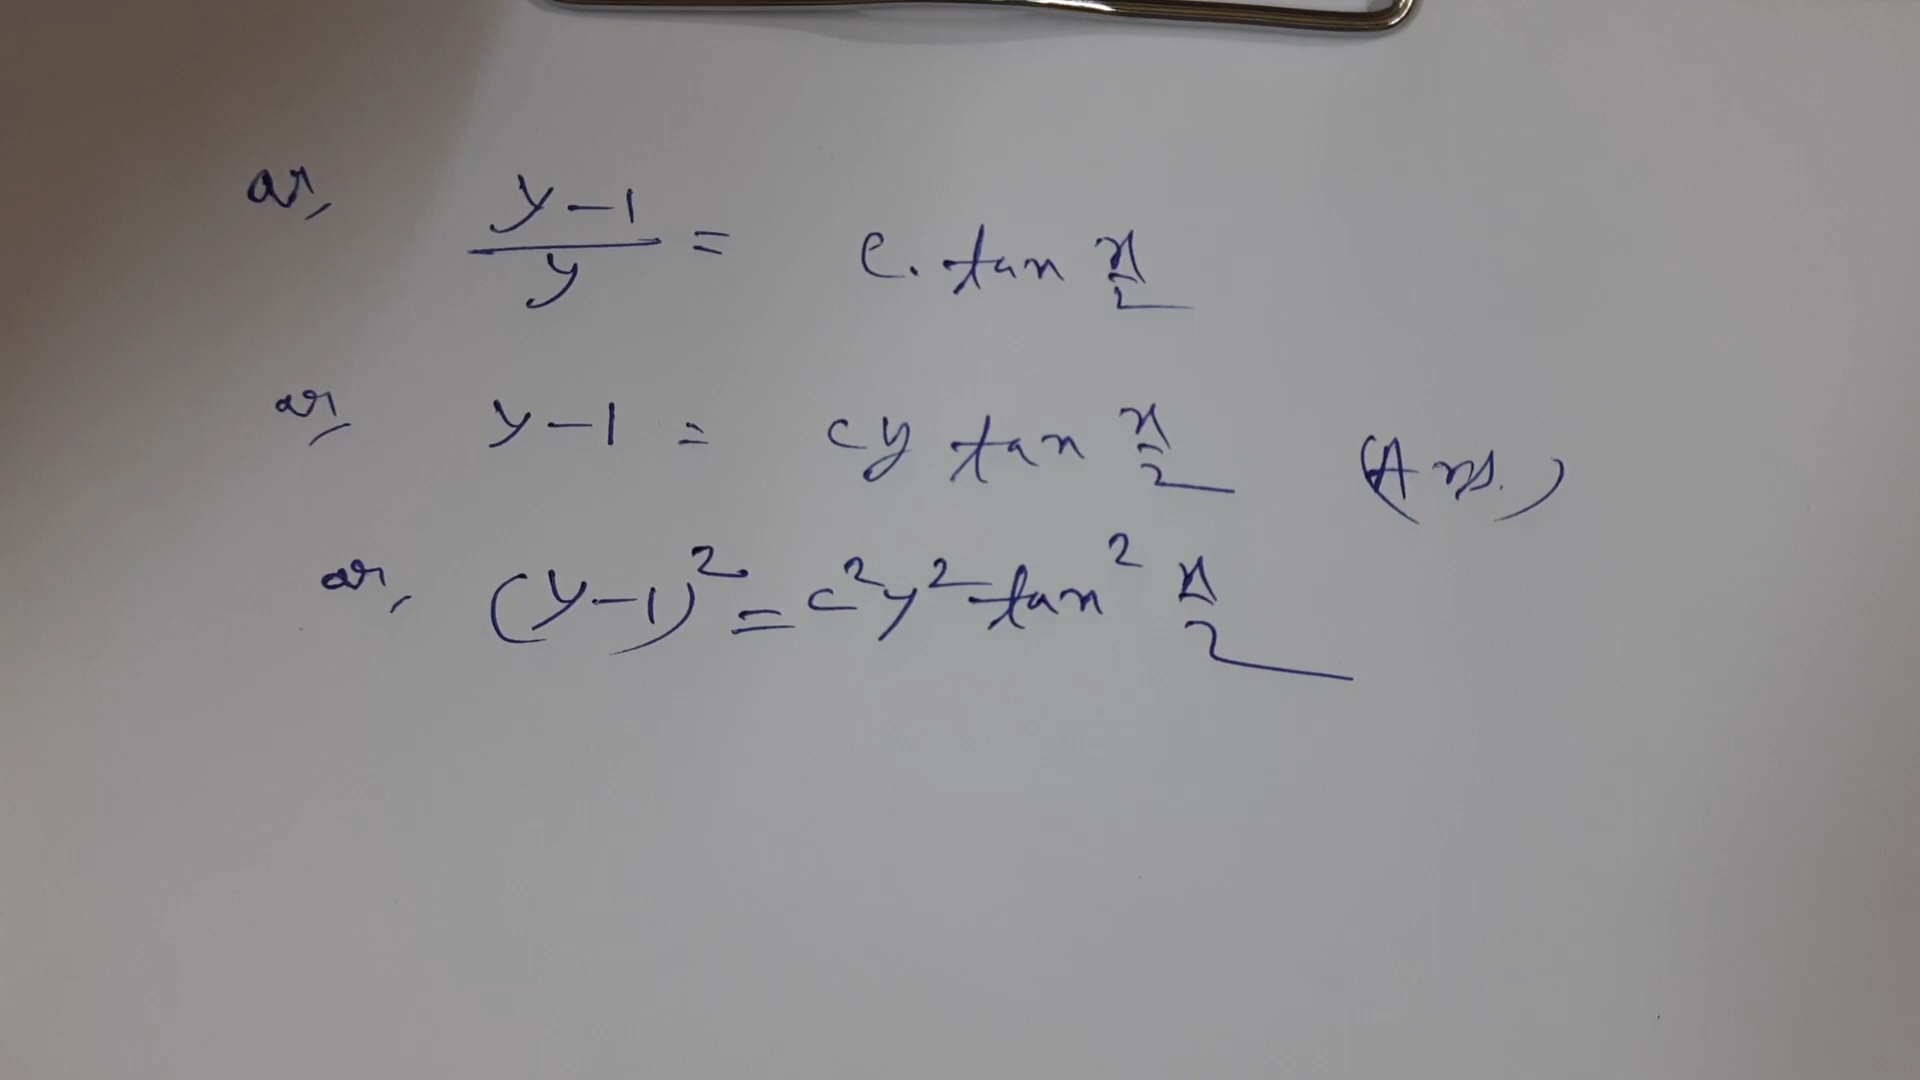 or, (y-1)/y = c. tan x/2
or, y-1 = cy tan x/2 (Ans.)
or, (y-1)² = c²y² tan² x/2